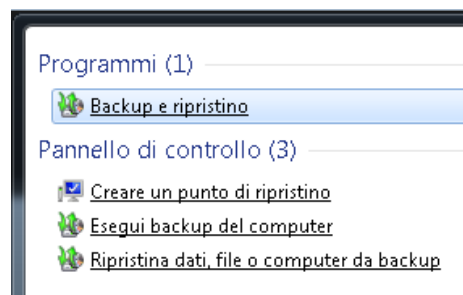 Programmi (1)
Backup e ripristino
Pannello di controllo (3)
Creare un punto di ripristino
Esegui backup del computer
Ripristina dati, file o computer da backup